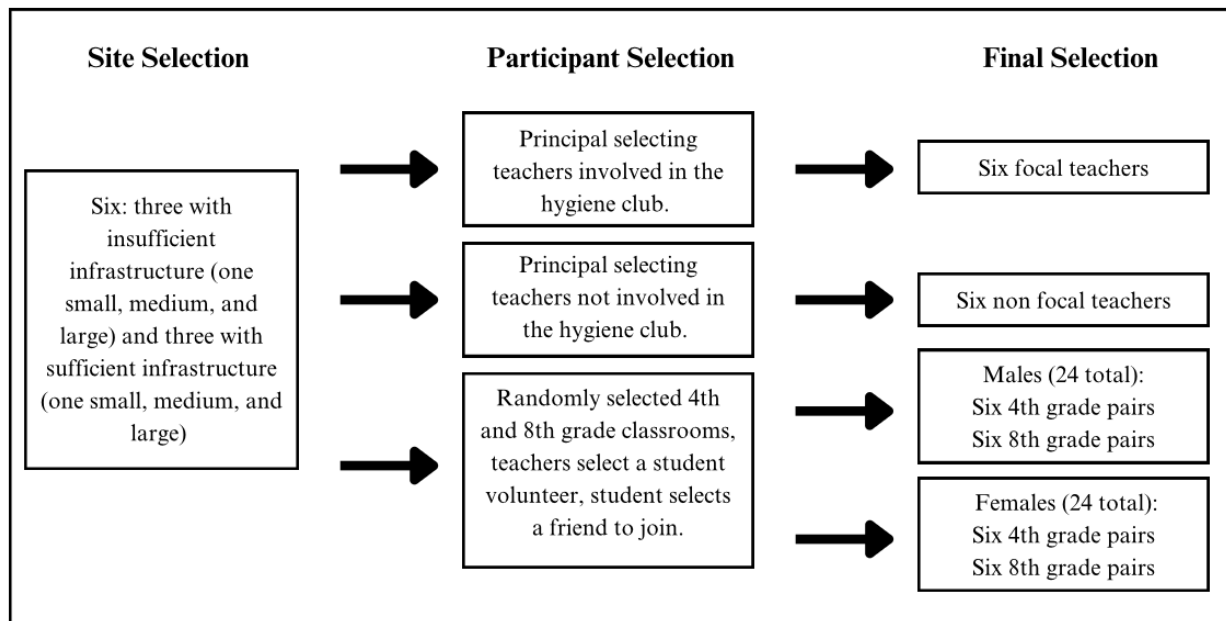 Site Selection
Participant Selection
Final Selection
Six: three with
insufficient
infrastructure (one
small, medium, and
large) and three with
sufficient infrastructure
(one small, medium, and
large)
Principal selecting
teachers involved in the
hygiene club.
Six focal teachers
Principal selecting
teachers not involved in
the hygiene club.
Six non focal teachers
Randomly selected 4th
and 8th grade classrooms,
teachers select a student
volunteer, student selects
a friend to join.
Males (24 total):
Six 4th grade pairs
Six 8th grade pairs
Females (24 total):
Six 4th grade pairs
Six 8th grade pairs